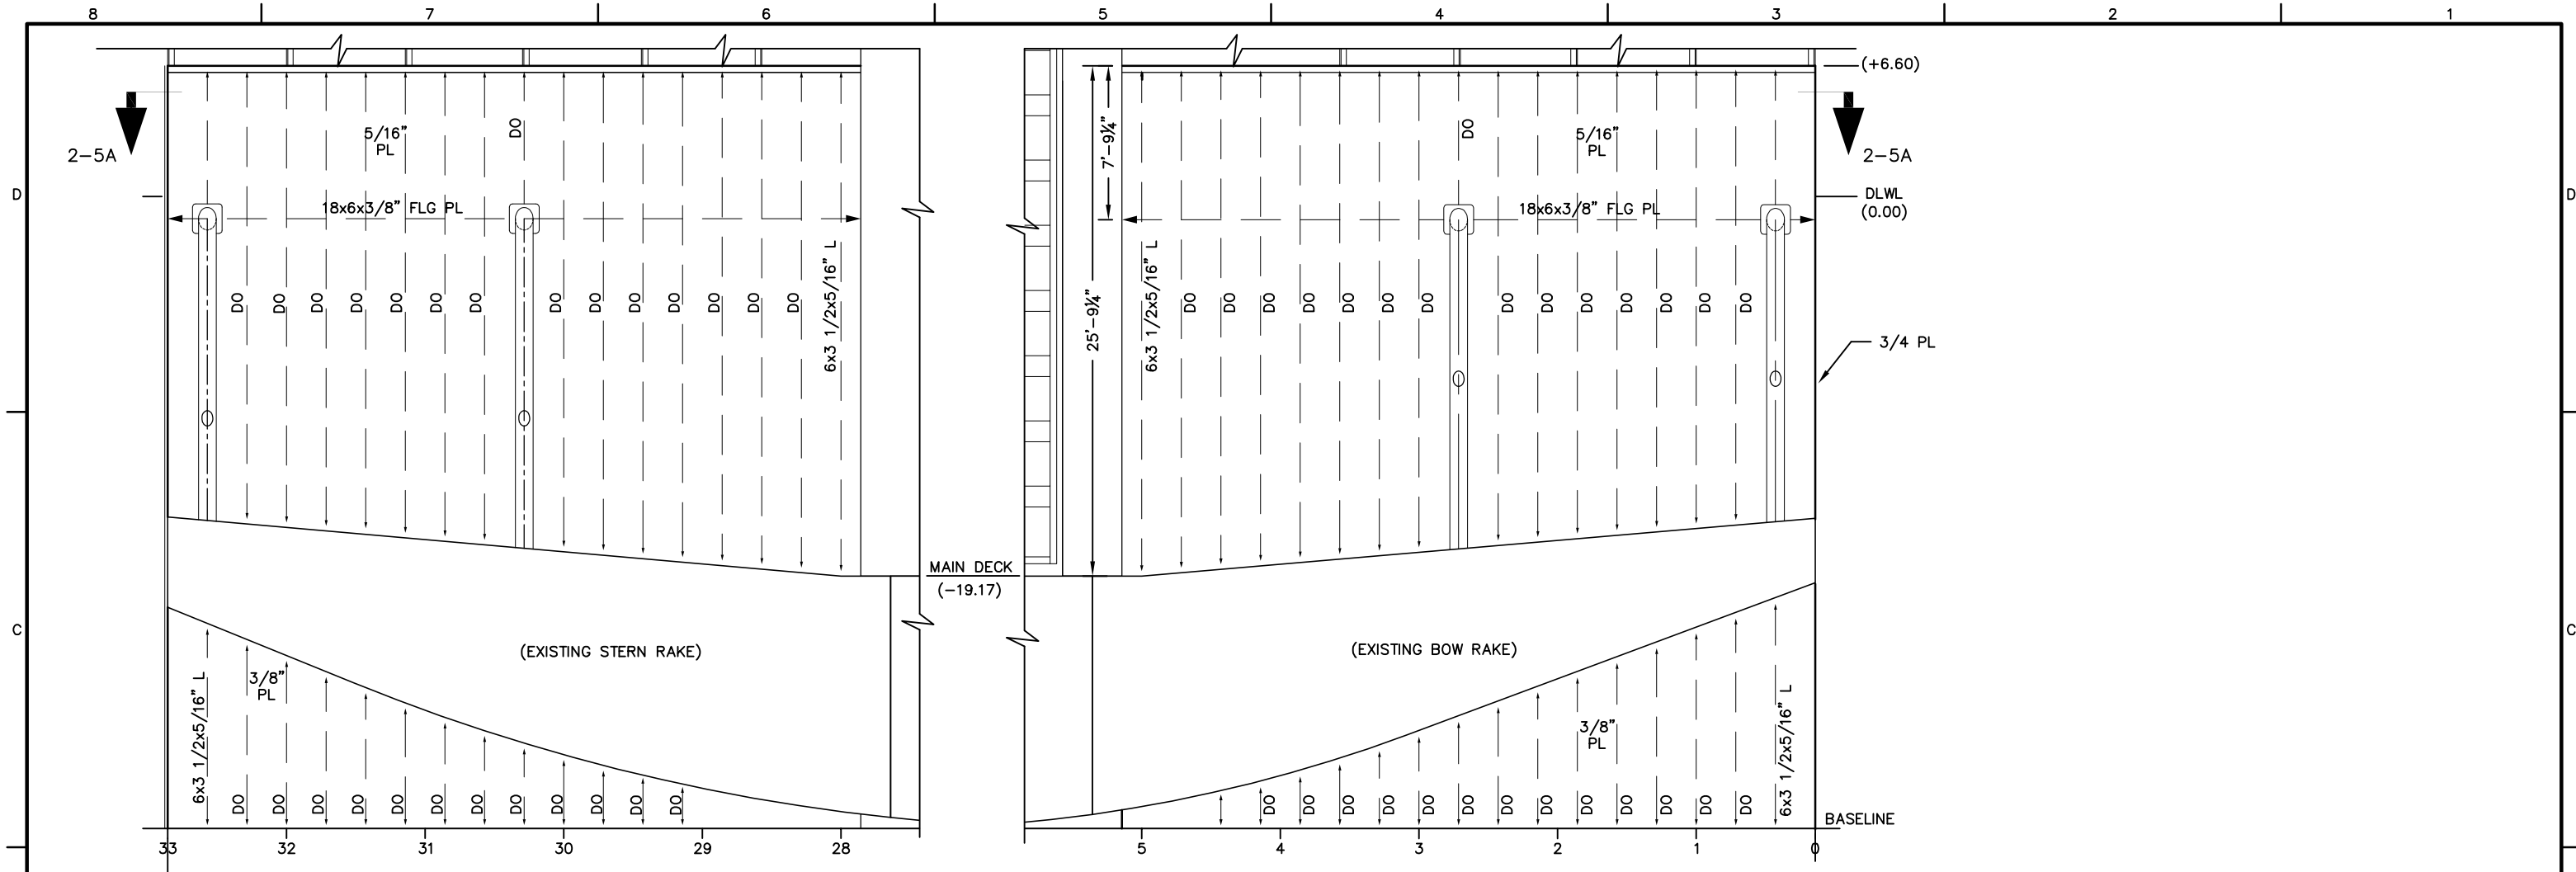 8 7 6 5 4 3 2 1
(+6.60)
5/16"
PL
DO
7'-9¼"
DO
5/16"
PL
2-5A
2-5A
D
DLWL
(0.00)
D
18x6x3/8" FLG PL
18x6x3/8" FLG PL
6x3 1/2x5/16" L
6x3 1/2x5/16" L
DO DO DO DO DO DO DO DO DO DO DO DO DO DO
25'-9¼"
DO DO DO DO DO DO DO DO DO DO DO DO DO DO
3/4 PL
MAIN DECK
(-19.17)
C
C
(EXISTING STERN RAKE)
(EXISTING BOW RAKE)
3/8"
PL
6x3 1/2x5/16" L
3/8"
PL
6x3 1/2x5/16" L
DO DO DO DO DO DO DO DO DO DO DO DO
DO DO DO DO DO DO DO DO DO DO DO DO DO
BASELINE
33 32 31 30 29 28 5 4 3 2 1 0